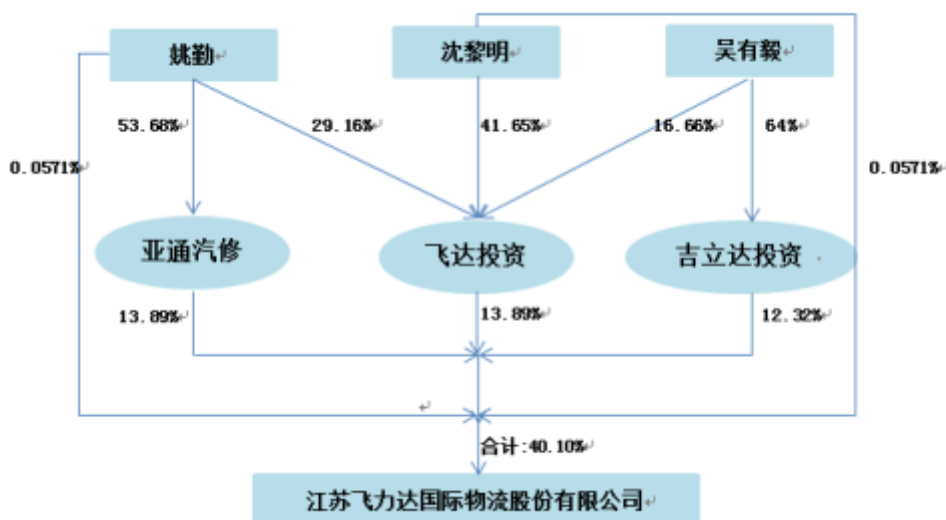 姚勤
沈黎明
吴有毅
53.68%
29.16%
41.65%
16.66%
64%
0.0571%
0.0571%
亚通汽修
飞达投资
吉立达投资
13.89%
13.89%
12.32%
合计:40.10%
江苏飞力达国际物流股份有限公司